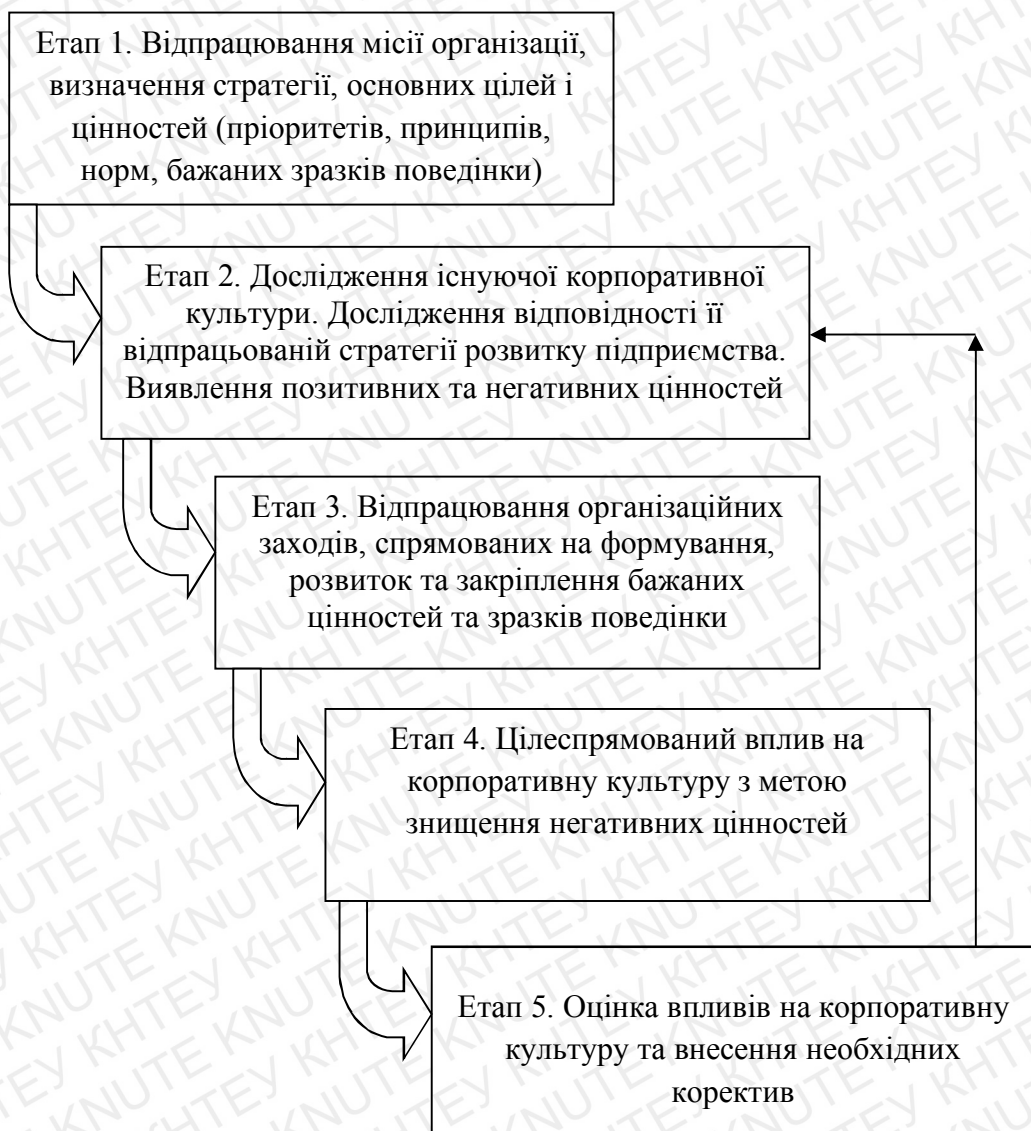 Етап 1. Відпрацювання місії організації,
визначення стратегії, основних цілей і
цінностей (пріоритетів, принципів,
норм, бажаних зразків поведінки)
Етап 2. Дослідження існуючої корпоративної
культури. Дослідження відповідності її
відпрацьованій стратегії розвитку підприємства.
Виявлення позитивних та негативних цінностей
Етап 3. Відпрацювання організаційних
заходів, спрямованих на формування,
розвиток та закріплення бажаних
цінностей та зразків поведінки
Етап 4. Цілеспрямований вплив на
корпоративну культуру з метою
знищення негативних цінностей
Етап 5. Оцінка впливів на корпоративну
культуру та внесення необхідних
коректив